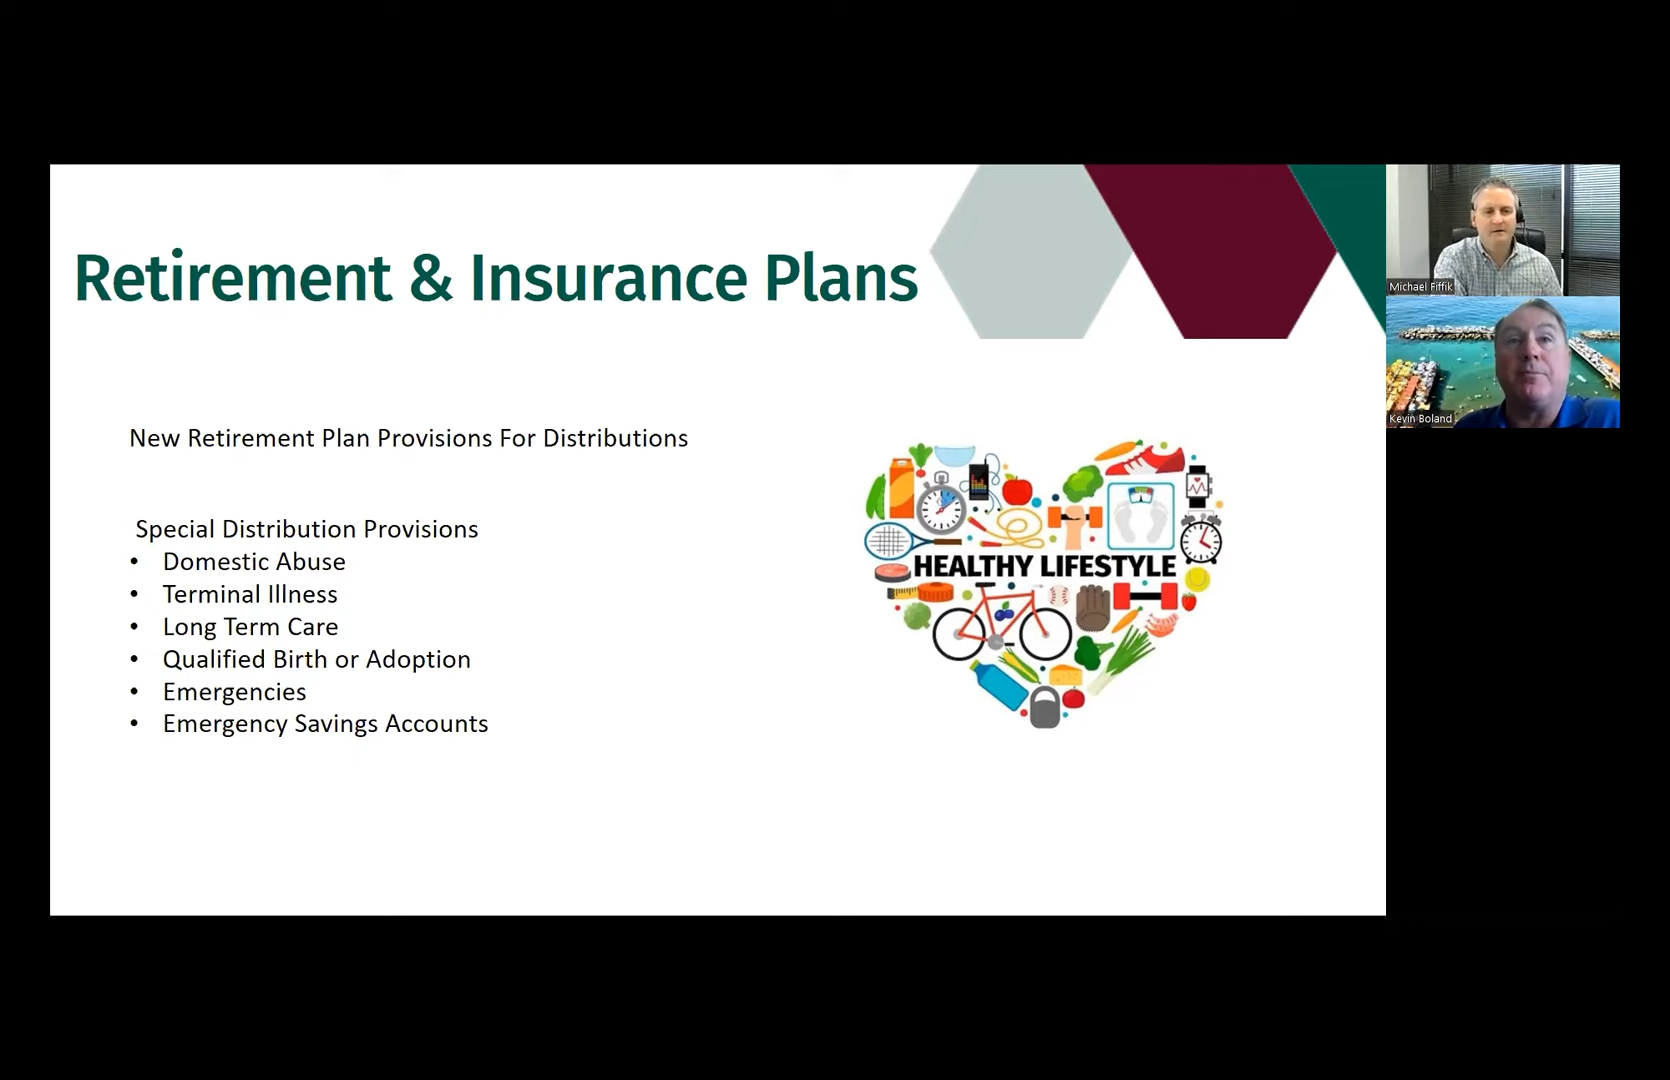 Retirement & Insurance Plans
Michael Fiffik
Kevin Boland
New Retirement Plan Provisions For Distributions
Special Distribution Provisions
• Domestic Abuse
• Terminal Illness
• Long Term Care
• Qualified Birth or Adoption
• Emergencies
• Emergency Savings Accounts
HEALTHY LIFESTYLE